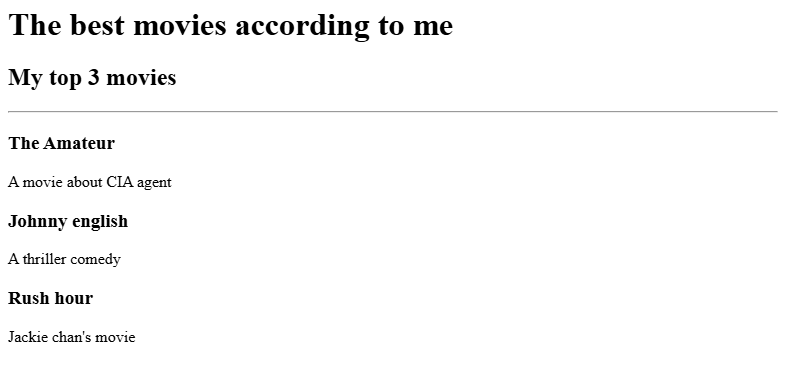 The best movies according to me
My top 3 movies
The Amateur
A movie about CIA agent
Johnny english
A thriller comedy
Rush hour
Jackie chan's movie